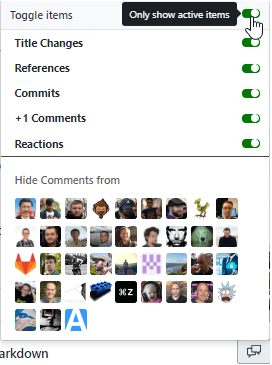 Toggle items
Only show active items
Title Changes
References
Commits
+1 Comments
Reactions
Hide Comments from
⌘Z
A
arkdown